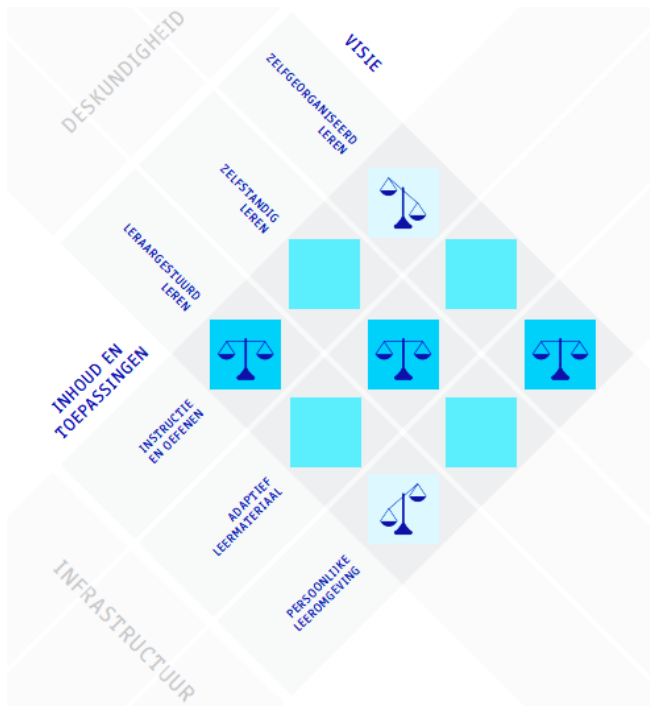 DESKUNDIGHEID
VISIE
ZELFGEORGANISEERD
LEREN
ZELFSTANDIG
LEREN
LERAARGESTUURD
LEREN
INHOUD EN
TOEPASSINGEN
INSTRUCTIE
EN OEFENEN
ADAPTIEF
LEERMATERIAAL
PERSOONLIJKE
LEEROMGEVING
INFRASTRUCTUUR